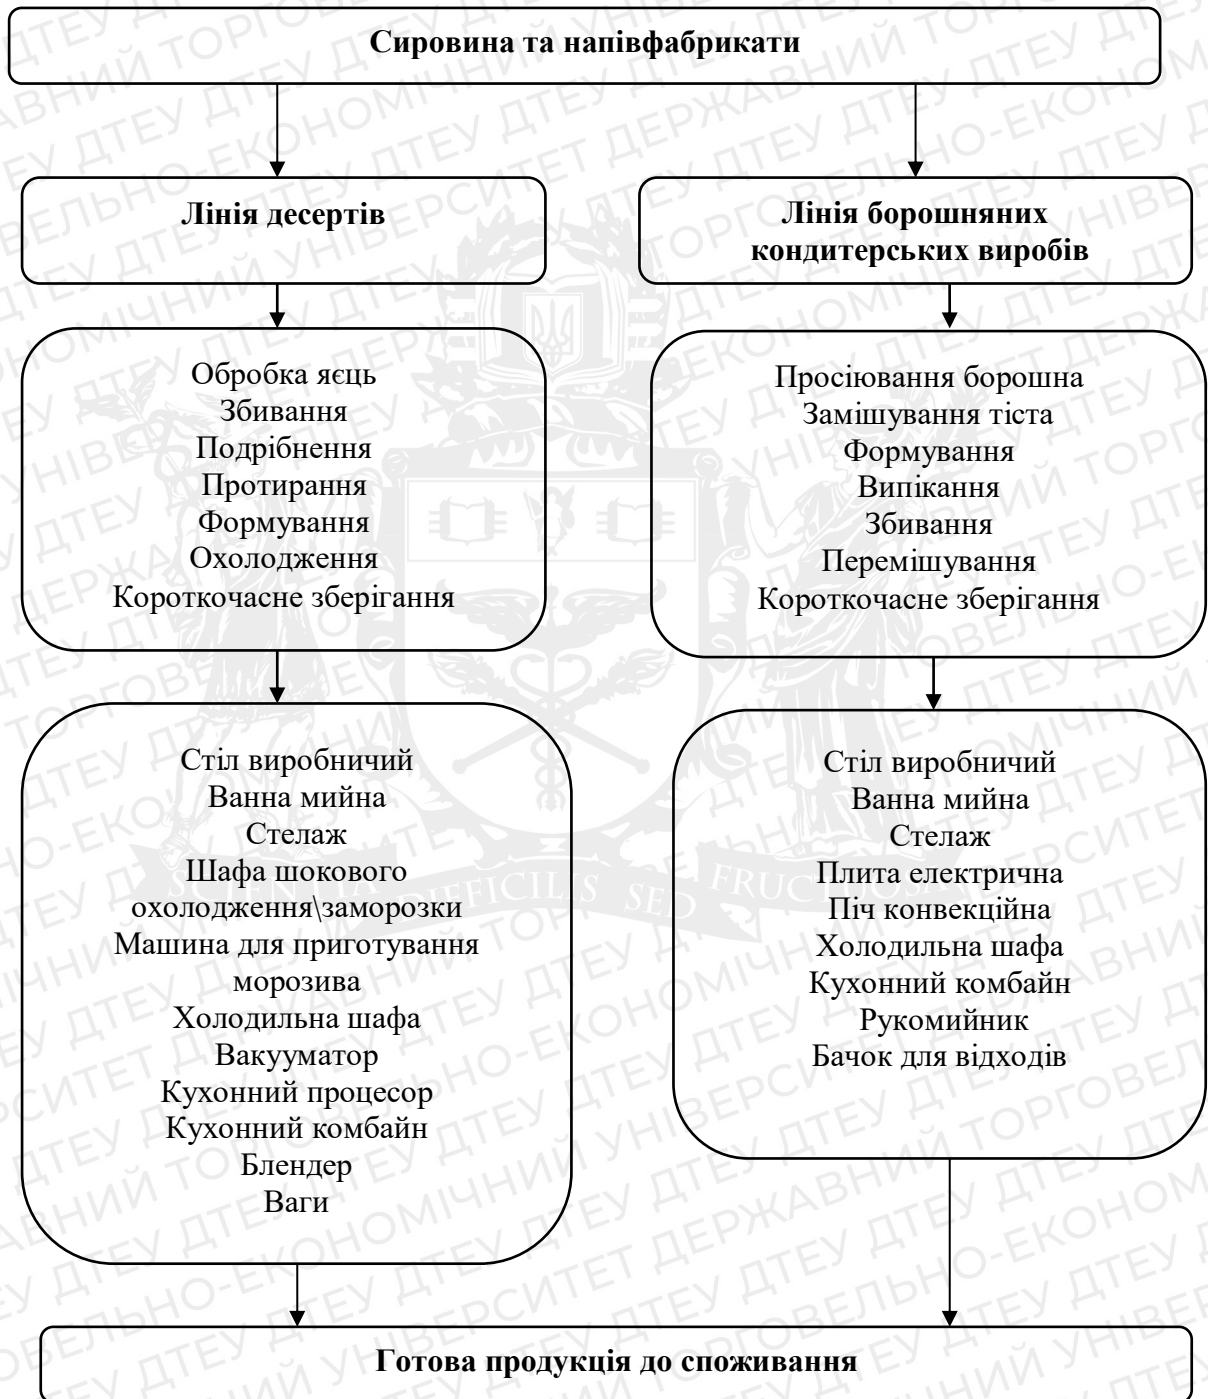 Сировина та напівфабрикати
Лінія десертів
Лінія борошняних
кондитерських виробів
Обробка яєць
Збивання
Подрібнення
Протирання
Формування
Охолодження
Короткочасне зберігання
Просіювання борошна
Замішування тіста
Формування
Випікання
Збивання
Перемішування
Короткочасне зберігання
Стіл виробничий
Ванна мийна
Стелаж
Шафа шокового
охолодження\заморозки
Машина для приготування
морозива
Холодильна шафа
Вакууматор
Кухонний процесор
Кухонний комбайн
Блендер
Ваги
Стіл виробничий
Ванна мийна
Стелаж
Плита електрична
Піч конвекційна
Холодильна шафа
Кухонний комбайн
Рукомийник
Бачок для відходів
Готова продукція до споживання